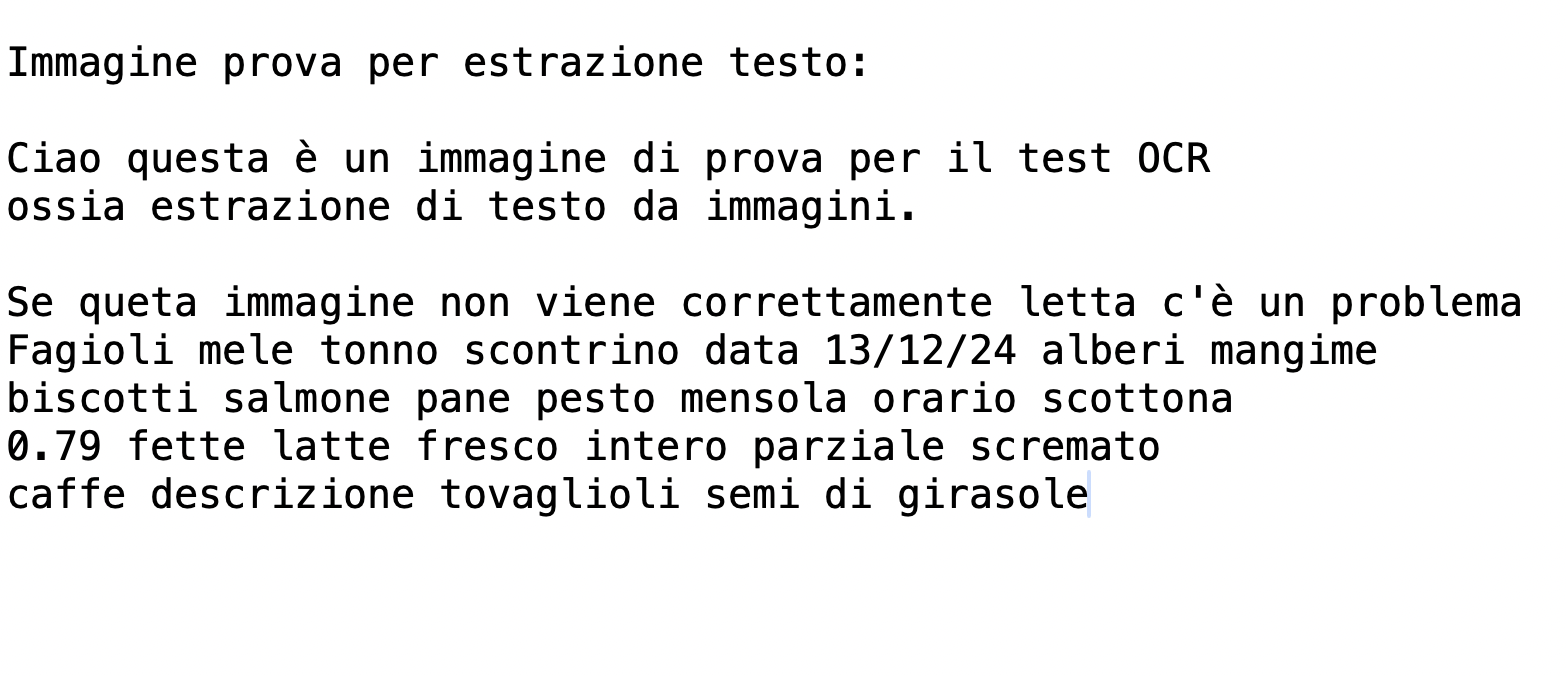 Immagine prova per estrazione testo:
Ciao questa è un immagine di prova per il test OCR
ossia estrazione di testo da immagini.
Se queta immagine non viene correttamente letta c'è un problema
Fagioli mele tonno scontrino data 13/12/24 alberi mangime
biscotti salmone pane pesto mensola orario scottona
0.79 fette latte fresco intero parziale scremato
caffe descrizione tovaglioli semi di girasole